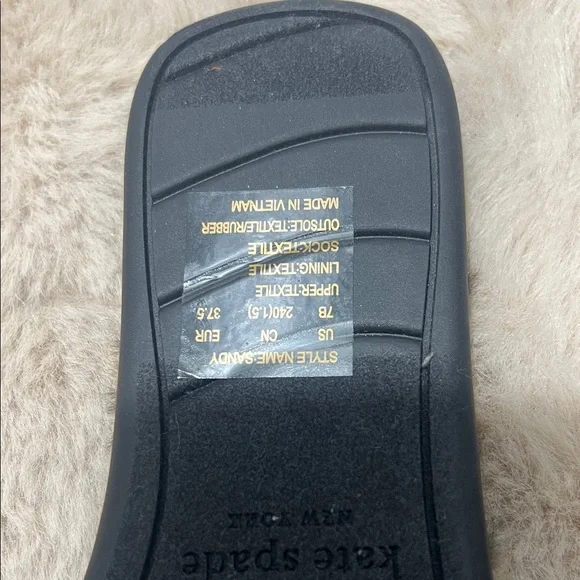 kate spade
NEW YORK
STYLE NAME:SANDY
US CN EUR
7B 240(1.5) 37.5
UPPER:TEXTILE
LINING:TEXTILE
SOCK:TEXTILE
OUTSOLE:TEXTILE/RUBBER
MADE IN VIETNAM